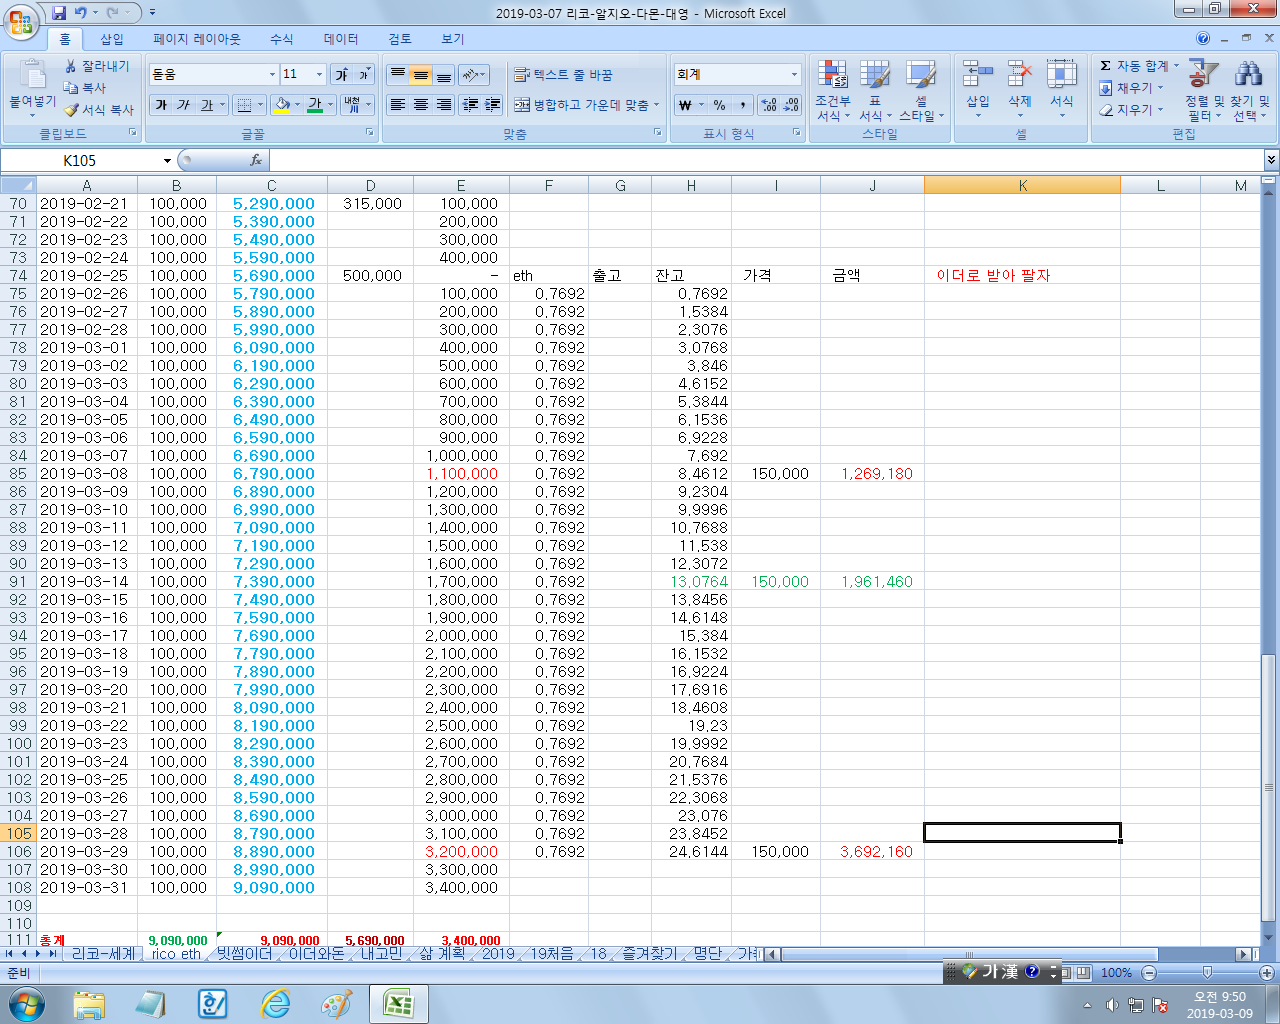 2019-03-07 리코-알지오-다몬-대영 - Microsoft Excel
홈 삽입 페이지 레이아웃 수식 데이터 검토 보기
붙여넣기 잘라내기 복사 서식 복사 클립보드
돋움 11 가 가 가 가 가 가 내천 글꼴
텍스트 줄 바꿈 병합하고 가운데 맞춤 맞춤
회계 ₩ % , 표시 형식
조건부 서식 표 서식 셀 스타일 스타일
삽입 삭제 서식 셀
Σ 자동 합계 채우기 지우기 정렬 및 필터 찾기 및 선택 편집
K105 fx
A B C D E F G H I J K L M
70 2019-02-21 100,000 5,290,000 315,000 100,000
71 2019-02-22 100,000 5,390,000 200,000
72 2019-02-23 100,000 5,490,000 300,000
73 2019-02-24 100,000 5,590,000 400,000
74 2019-02-25 100,000 5,690,000 500,000 - eth 출고 잔고 가격 금액 이더로 받아 팔자
75 2019-02-26 100,000 5,790,000 100,000 0.7692 0.7692
76 2019-02-27 100,000 5,890,000 200,000 0.7692 1.5384
77 2019-02-28 100,000 5,990,000 300,000 0.7692 2.3076
78 2019-03-01 100,000 6,090,000 400,000 0.7692 3.0768
79 2019-03-02 100,000 6,190,000 500,000 0.7692 3.846
80 2019-03-03 100,000 6,290,000 600,000 0.7692 4.6152
81 2019-03-04 100,000 6,390,000 700,000 0.7692 5.3844
82 2019-03-05 100,000 6,490,000 800,000 0.7692 6.1536
83 2019-03-06 100,000 6,590,000 900,000 0.7692 6.9228
84 2019-03-07 100,000 6,690,000 1,000,000 0.7692 7.692
85 2019-03-08 100,000 6,790,000 1,100,000 0.7692 8.4612 150,000 1,269,180
86 2019-03-09 100,000 6,890,000 1,200,000 0.7692 9.2304
87 2019-03-10 100,000 6,990,000 1,300,000 0.7692 9.9996
88 2019-03-11 100,000 7,090,000 1,400,000 0.7692 10.7688
89 2019-03-12 100,000 7,190,000 1,500,000 0.7692 11.538
90 2019-03-13 100,000 7,290,000 1,600,000 0.7692 12.3072
91 2019-03-14 100,000 7,390,000 1,700,000 0.7692 13.0764 150,000 1,961,460
92 2019-03-15 100,000 7,490,000 1,800,000 0.7692 13.8456
93 2019-03-16 100,000 7,590,000 1,900,000 0.7692 14.6148
94 2019-03-17 100,000 7,690,000 2,000,000 0.7692 15.384
95 2019-03-18 100,000 7,790,000 2,100,000 0.7692 16.1532
96 2019-03-19 100,000 7,890,000 2,200,000 0.7692 16.9224
97 2019-03-20 100,000 7,990,000 2,300,000 0.7692 17.6916
98 2019-03-21 100,000 8,090,000 2,400,000 0.7692 18.4608
99 2019-03-22 100,000 8,190,000 2,500,000 0.7692 19.23
100 2019-03-23 100,000 8,290,000 2,600,000 0.7692 19.9992
101 2019-03-24 100,000 8,390,000 2,700,000 0.7692 20.7684
102 2019-03-25 100,000 8,490,000 2,800,000 0.7692 21.5376
103 2019-03-26 100,000 8,590,000 2,900,000 0.7692 22.3068
104 2019-03-27 100,000 8,690,000 3,000,000 0.7692 23.076
105 2019-03-28 100,000 8,790,000 3,100,000 0.7692 23.8452
106 2019-03-29 100,000 8,890,000 3,200,000 0.7692 24.6144 150,000 3,692,160
107 2019-03-30 100,000 8,990,000 3,300,000
108 2019-03-31 100,000 9,090,000 3,400,000
109
110
111 총계 9,090,000 9,090,000 5,690,000 3,400,000
리코-세계 rico eth 빗썸이더 이더와돈 내고민 삶 계획 2019 19처음 18 즐겨찾기 명단
준비 가 漢 100%
오전 9:50
2019-03-09